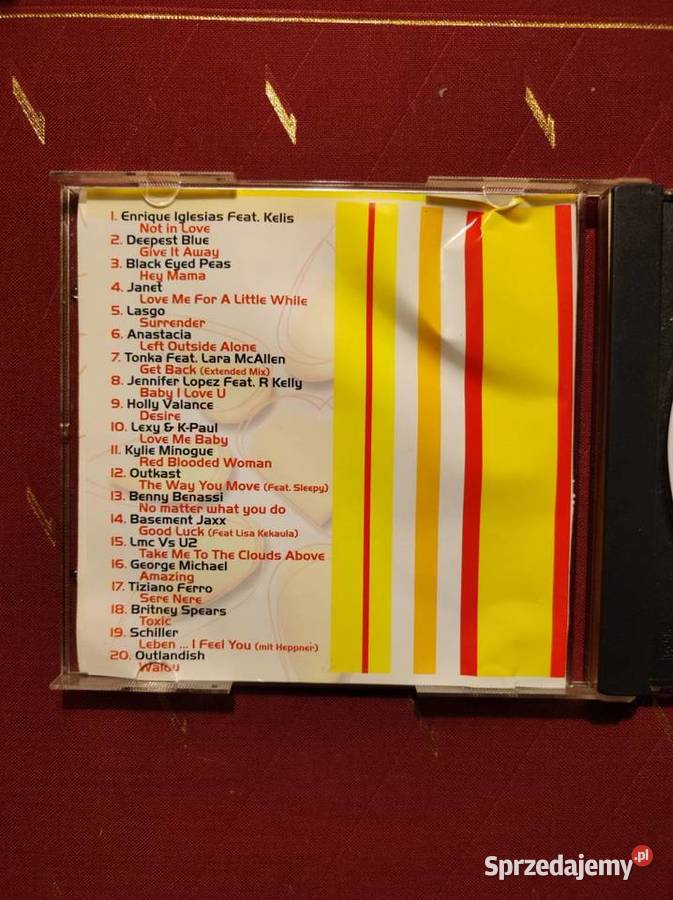 1. Enrique Iglesias Feat. Kelis
Not in Love
2. Deepest Blue
Give It Away
3. Black Eyed Peas
Hey Mama
4. Janet
Love Me For A Little While
5. Lasgo
Surrender
6. Anastacia
Left Outside Alone
7. Tonka Feat. Lara McAllen
Get Back (Extended Mix)
8. Jennifer Lopez Feat. R Kelly
Baby I Love U
9. Holly Valance
Desire
10. Lexy & K-Paul
Love Me Baby
11. Kylie Minogue
Red Blooded Woman
12. Outkast
The Way You Move (Feat. Sleepy)
13. Benny Benassi
No matter what you do
14. Basement Jaxx
Good Luck (Feat Lisa Kekaula)
15. Lmc Vs U2
Take Me To The Clouds Above
16. George Michael
Amazing
17. Tiziano Ferro
Sere Nere
18. Britney Spears
Toxic
19. Schiller
Leben ... I Feel You (mit Heppner)
20. Outlandish
Walou
Sprzedajemy.pl